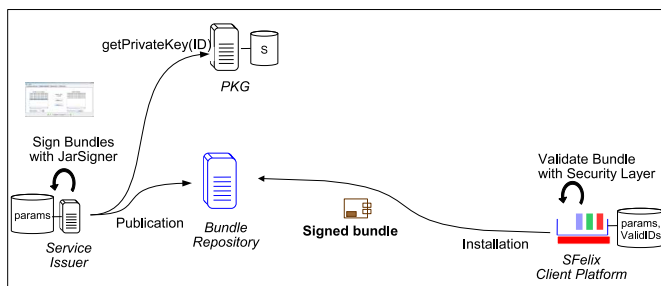 getPrivateKey(ID)
S
PKG
Sign Bundles
with JarSigner
params
Service
Issuer
Publication
Bundle
Repository
Signed bundle
Installation
Validate Bundle
with Security Layer
params,
ValidIDs
SFelix
Client Platform